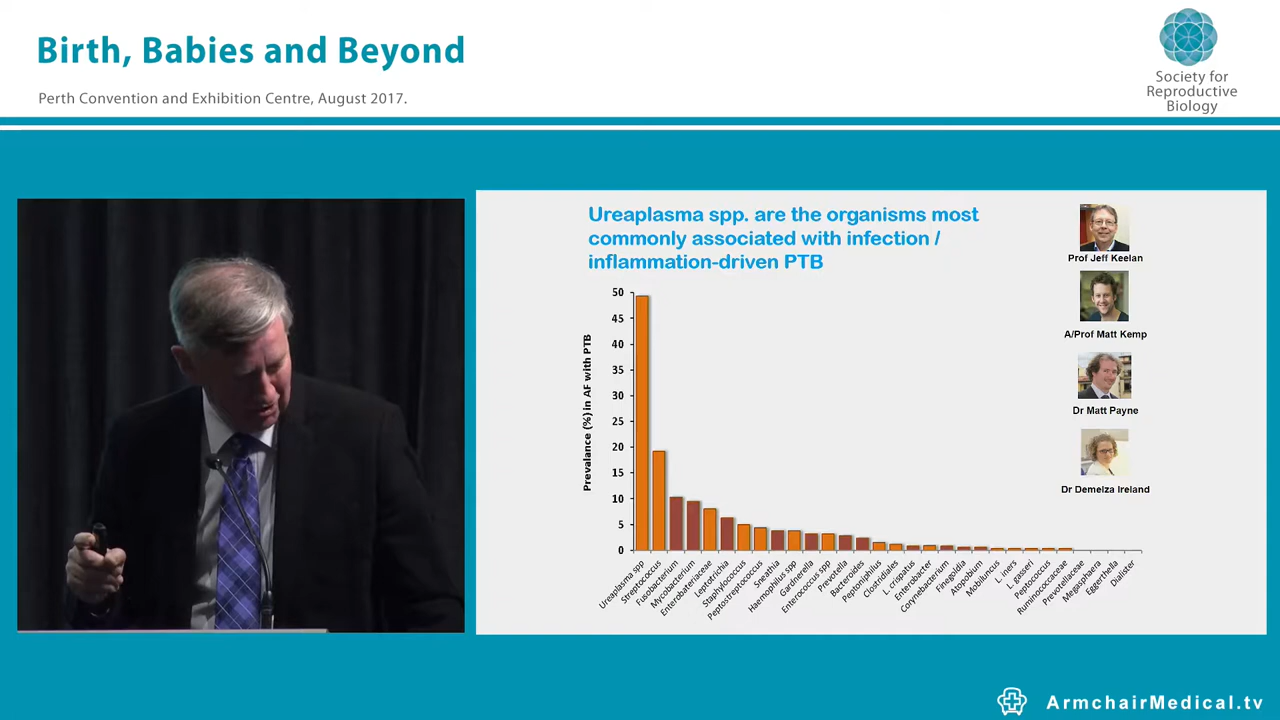 Birth, Babies and Beyond
Perth Convention and Exhibition Centre, August 2017.
Society for
Reproductive
Biology
Ureaplasma spp. are the organisms most
commonly associated with infection /
inflammation-driven PTB
Prof Jeff Keelan
A/Prof Matt Kemp
Dr Matt Payne
Dr Demelza Ireland
Prevalance (%) in AF with PTB
50
45
40
35
30
25
20
15
10
5
0
Ureaplasma spp
Streptococcus
Fusobacterium
Mycobacterium
Enterobacteriaceae
Leptotrichia
Staphylococcus
Peptostreptococcus
Sneathia
Haemophilus spp
Gardnerella
Enterococcus spp
Prevotella
Bacteroides
Peptoniphilus
Clostridiales
L. crispatus
Enterobacter
Corynebacterium
Finegoldia
Atopobium
Mobiluncus
L. iners
L. gasseri
Peptococcus
Ruminococcaceae
Prevotellaceae
Megasphaera
Eggerthella
Dialister
ArmchairMedical.tv